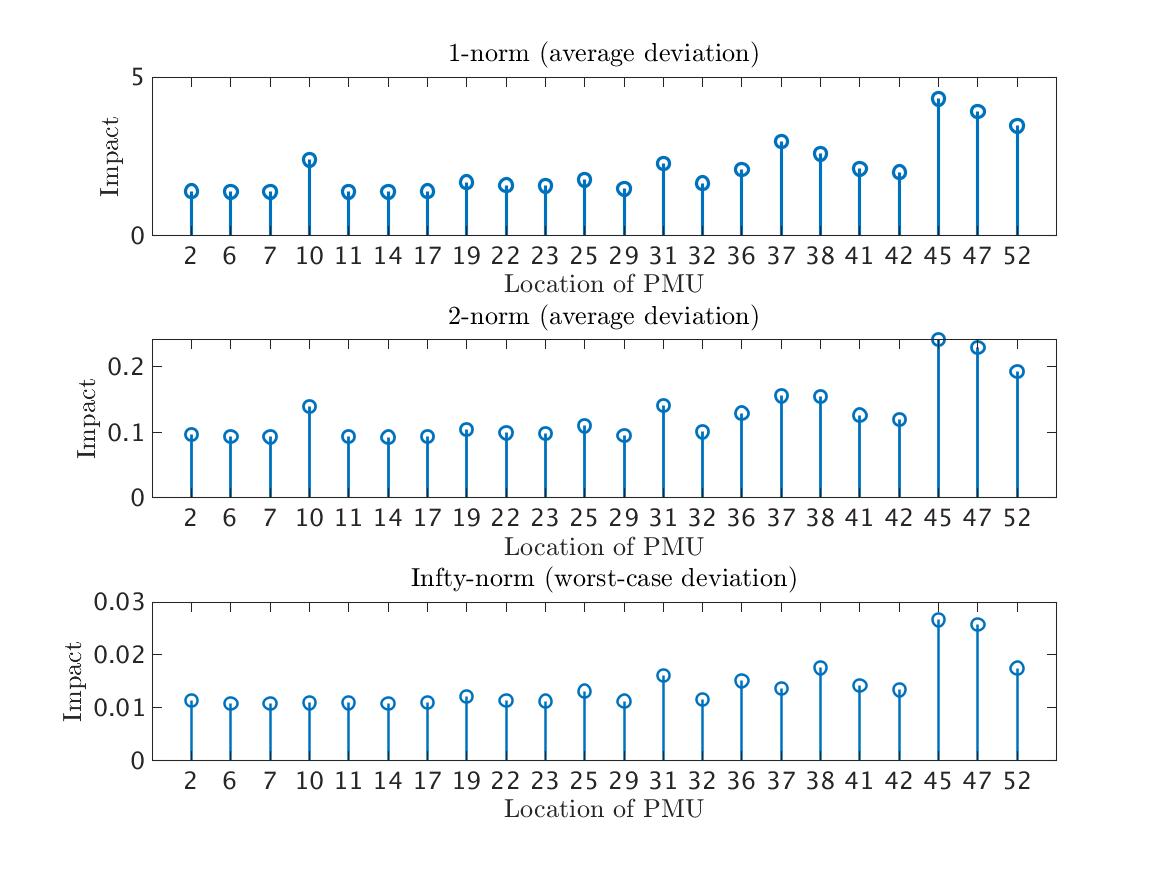 1-norm (average deviation)
5
0
Impact
2 6 7 10 11 14 17 19 22 23 25 29 31 32 36 37 38 41 42 45 47 52
Location of PMU
2-norm (average deviation)
0.2
0.1
0
Impact
2 6 7 10 11 14 17 19 22 23 25 29 31 32 36 37 38 41 42 45 47 52
Location of PMU
Infty-norm (worst-case deviation)
0.03
0.02
0.01
0
Impact
2 6 7 10 11 14 17 19 22 23 25 29 31 32 36 37 38 41 42 45 47 52
Location of PMU